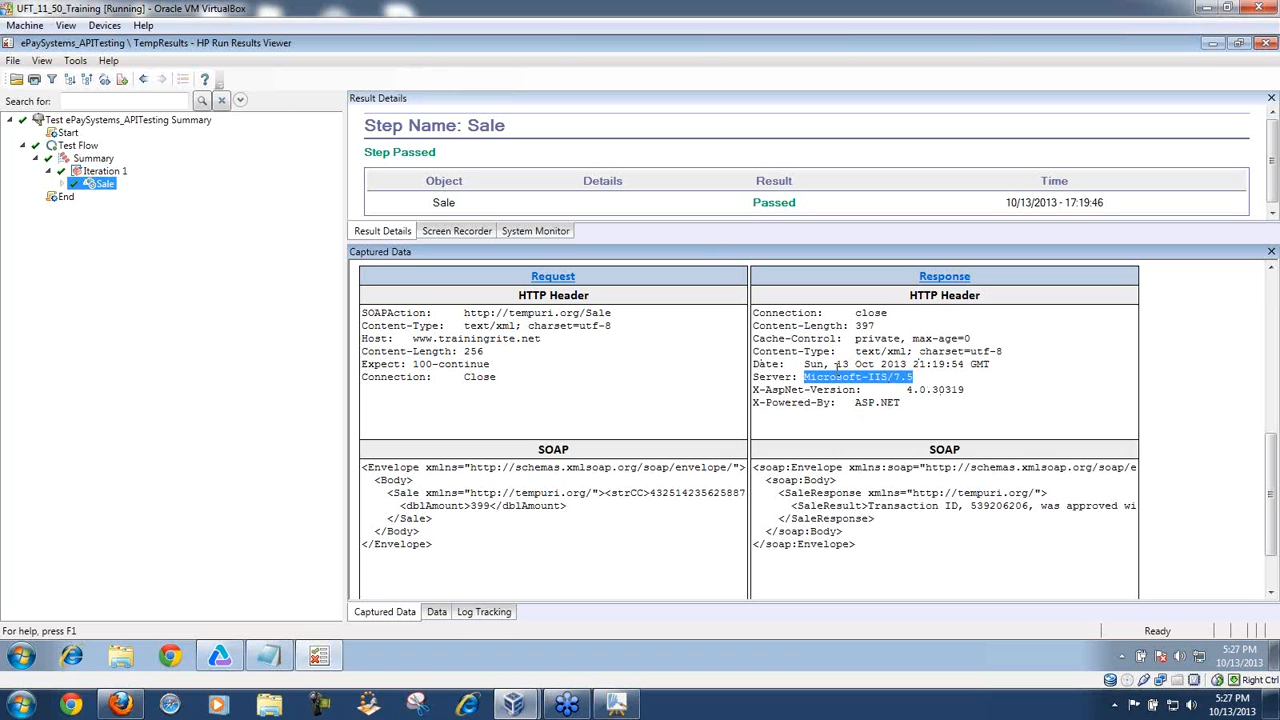 UFT_11_50_Training [Running] - Oracle VM VirtualBox
Machine View Devices Help
ePaySystems_APITesting \ TempResults - HP Run Results Viewer
File View Tools Help
Search for:
Test ePaySystems_APITesting Summary
Start
Test Flow
Summary
Iteration 1
Sale
End
Result Details
Step Name: Sale
Step Passed
Object Details Result Time
Sale Passed 10/13/2013 - 17:19:46
Result Details Screen Recorder System Monitor
Captured Data
Request Response
HTTP Header HTTP Header
SOAPAction: http://tempuri.org/Sale
Content-Type: text/xml; charset=utf-8
Host: www.trainingrite.net
Content-Length: 256
Expect: 100-continue
Connection: Close
Connection: close
Content-Length: 397
Cache-Control: private, max-age=0
Content-Type: text/xml; charset=utf-8
Date: Sun, 13 Oct 2013 21:19:54 GMT
Server: Microsoft-IIS/7.5
X-AspNet-Version: 4.0.30319
X-Powered-By: ASP.NET
SOAP SOAP
<Envelope xmlns="http://schemas.xmlsoap.org/soap/envelope/">
<Body>
<Sale xmlns="http://tempuri.org/"><strCC>432514235625887
<dblAmount>399</dblAmount>
</Sale>
</Body>
</Envelope>
<soap:Envelope xmlns:soap="http://schemas.xmlsoap.org/soap/e
<soap:Body>
<SaleResponse xmlns="http://tempuri.org/">
<SaleResult>Transaction ID, 539206206, was approved wi
</SaleResponse>
</soap:Body>
</soap:Envelope>
Captured Data Data Log Tracking
For help, press F1
Ready
5:27 PM
10/13/2013
Right Ctrl
5:27 PM
10/13/2013